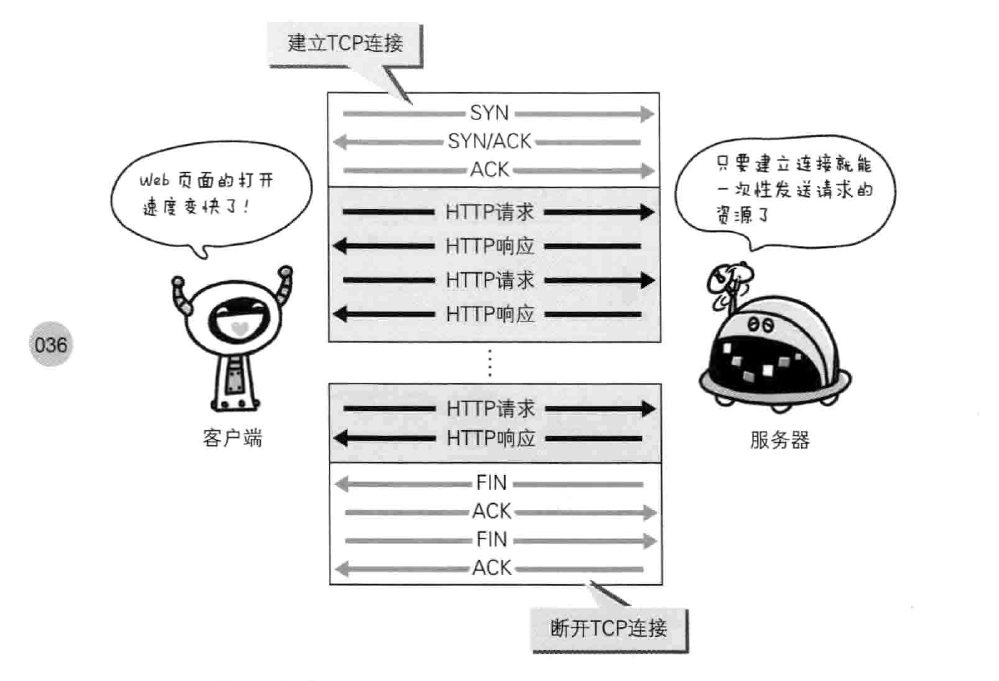 建立TCP连接
SYN
SYN/ACK
ACK
Web 页面的打开
速度变快了!
只要建立连接就能
一次性发送请求的
资源了
HTTP请求
HTTP响应
HTTP请求
HTTP响应
036
HTTP请求
HTTP响应
客户端
服务器
FIN
ACK
FIN
ACK
断开TCP连接